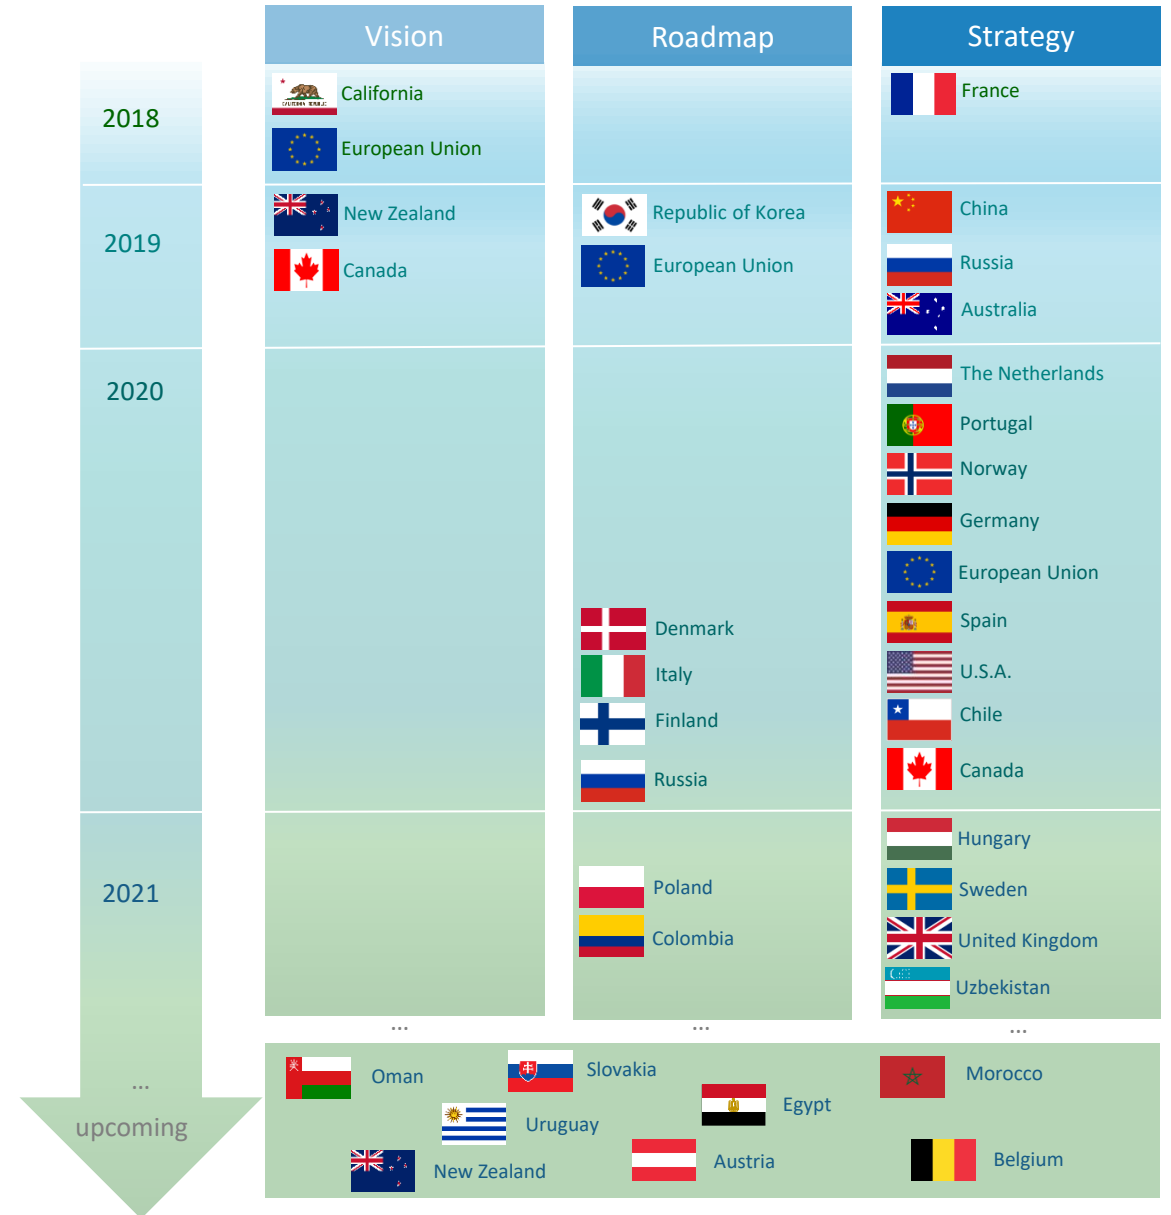 Vision
Roadmap
Strategy
2018
California
European Union
France
2019
New Zealand
Canada
Republic of Korea
European Union
China
Russia
Australia
2020
Denmark
Italy
Finland
Russia
The Netherlands
Portugal
Norway
Germany
European Union
Spain
U.S.A.
Chile
Canada
2021
Poland
Colombia
Hungary
Sweden
United Kingdom
Uzbekistan
...
...
...
...
upcoming
Oman
Slovakia
Morocco
Uruguay
Egypt
New Zealand
Austria
Belgium